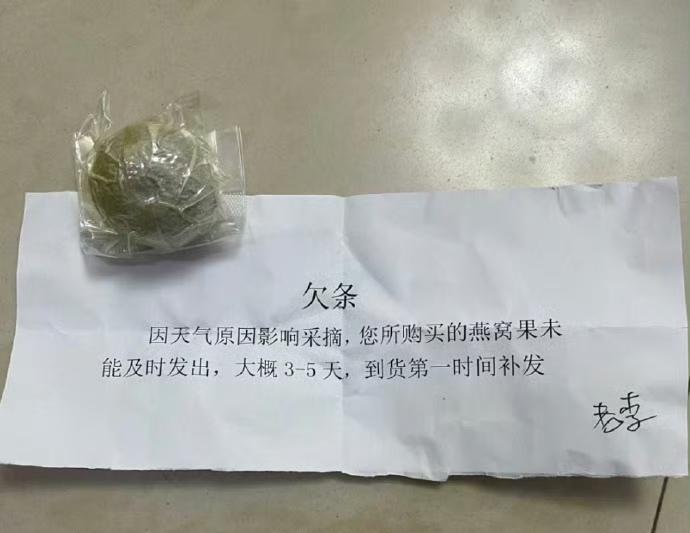 欠条
因天气原因影响采摘，您所购买的燕窝果未
能及时发出，大概 3-5 天，到货第一时间补发
老李